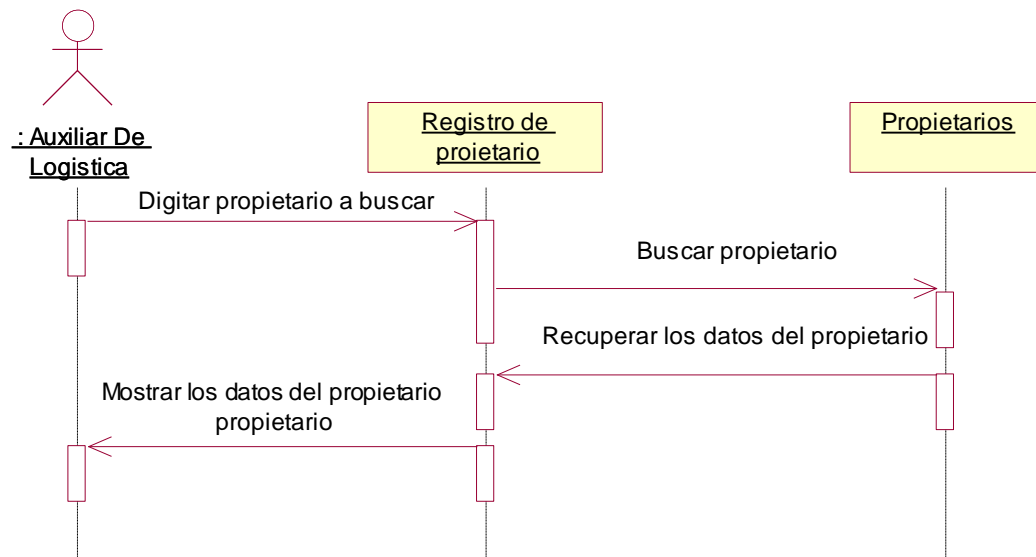 : Auxiliar De
Logistica
Registro de
proietario
Propietarios
Digitar propietario a buscar
Buscar propietario
Recuperar los datos del propietario
Mostrar los datos del propietario
propietario